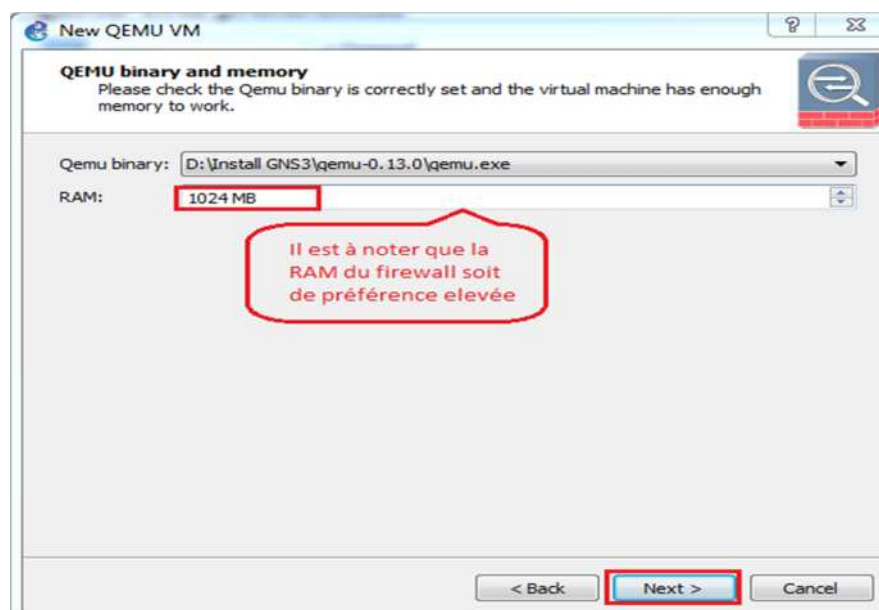 New QEMU VM
QEMU binary and memory
Please check the Qemu binary is correctly set and the virtual machine has enough
memory to work.
Qemu binary: D:\Install GNS3\qemu-0.13.0\qemu.exe
RAM: 1024 MB
Il est à noter que la
RAM du firewall soit
de préférence elevée
< Back Next > Cancel